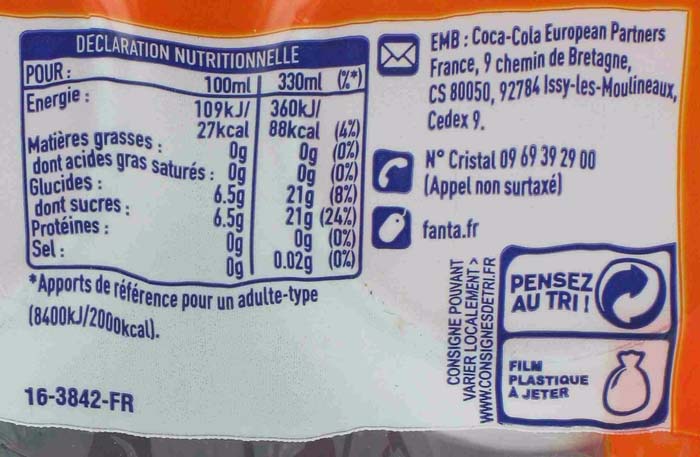 DECLARATION NUTRITIONNELLE
POUR : 100ml 330ml (%*)
Energie : 109kJ/ 360kJ/
27kcal 88kcal (4%)
Matières grasses : 0g 0g (0%)
dont acides gras saturés : 0g 0g (0%)
Glucides : 6.5g 21g (8%)
dont sucres : 6.5g 21g (24%)
Protéines : 0g 0g (0%)
Sel : 0g 0.02g (0%)
*Apports de référence pour un adulte-type
(8400kJ/2000kcal).
16-3842-FR
EMB : Coca-Cola European Partners
France, 9 chemin de Bretagne,
CS 80050, 92784 Issy-les-Moulineaux,
Cedex 9.
N° Cristal 09 69 39 29 00
(Appel non surtaxé)
fanta.fr
CONSIGNE POUVANT
VARIER LOCALEMENT >
WWW.CONSIGNESDETRI.FR
PENSEZ
AU TRI !
FILM
PLASTIQUE
À JETER